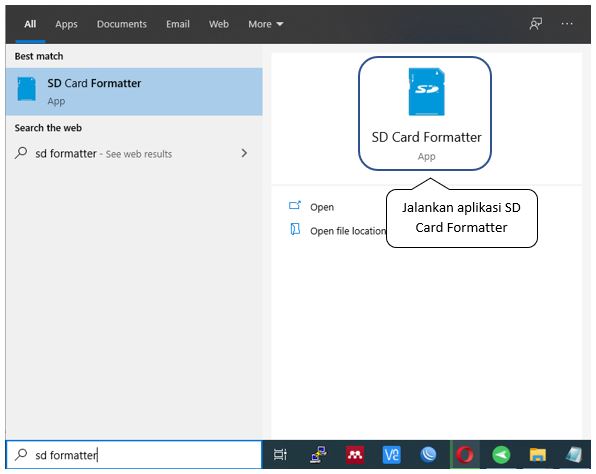 All Apps Documents Email Web More
Best match
SD Card Formatter
App
Search the web
sd formatter - See web results
SD
SD Card Formatter
App
Open
Open file location
Jalankan aplikasi SD
Card Formatter
sd formatter
V2